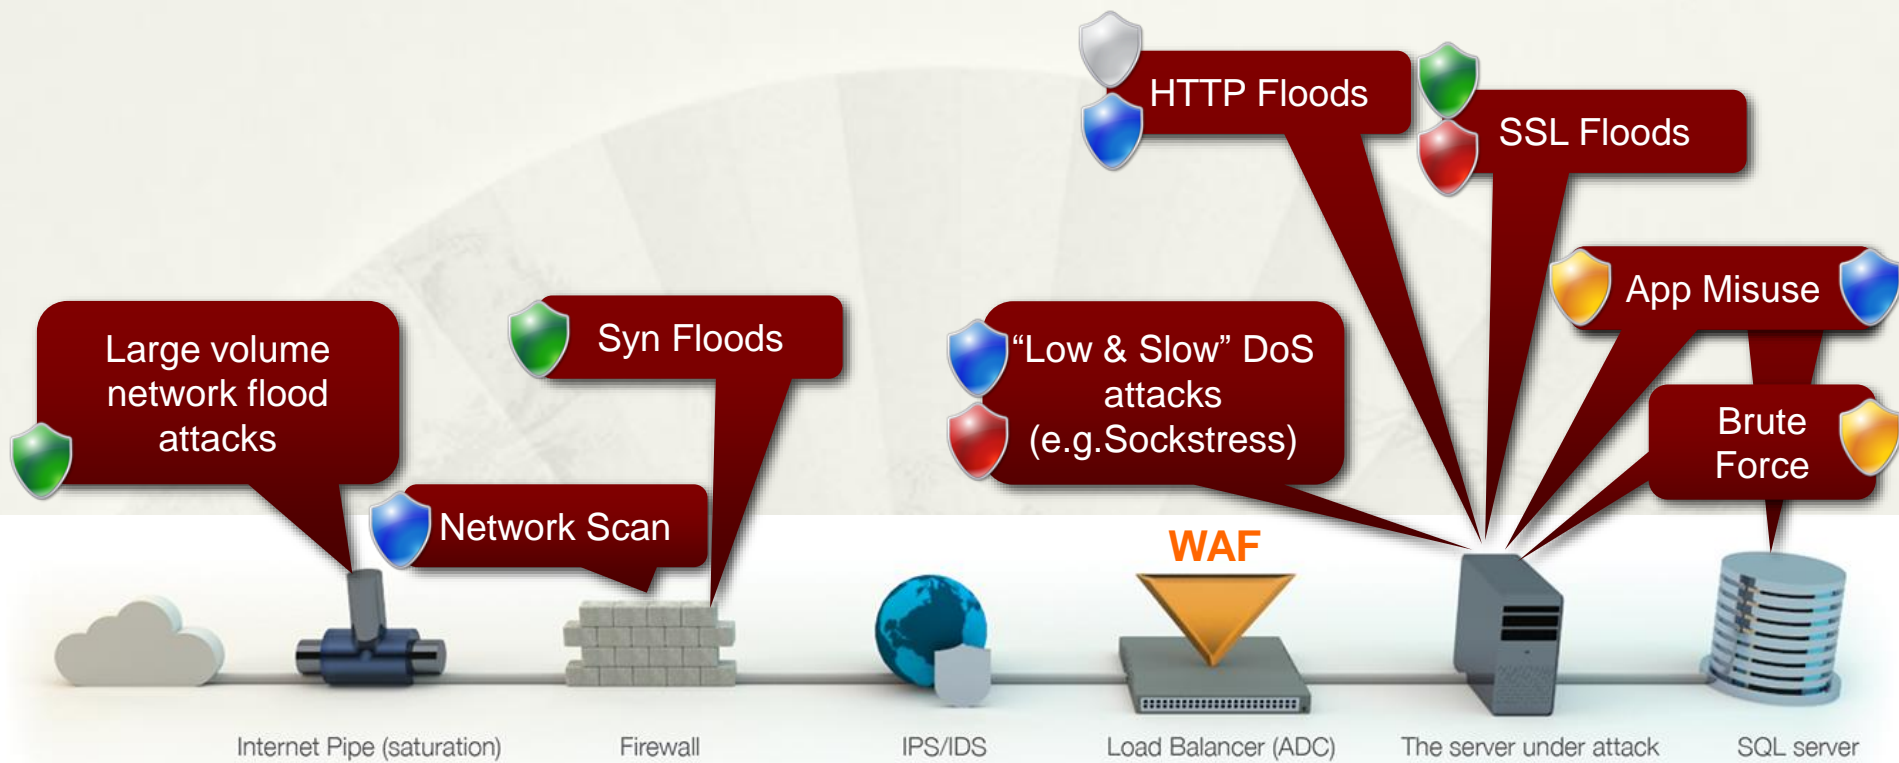 HTTP Floods
SSL Floods
App Misuse
Large volume
network flood
attacks
Syn Floods
“Low & Slow” DoS
attacks
(e.g.Sockstress)
Brute
Force
Network Scan
WAF
Internet Pipe (saturation)
Firewall
IPS/IDS
Load Balancer (ADC)
The server under attack
SQL server